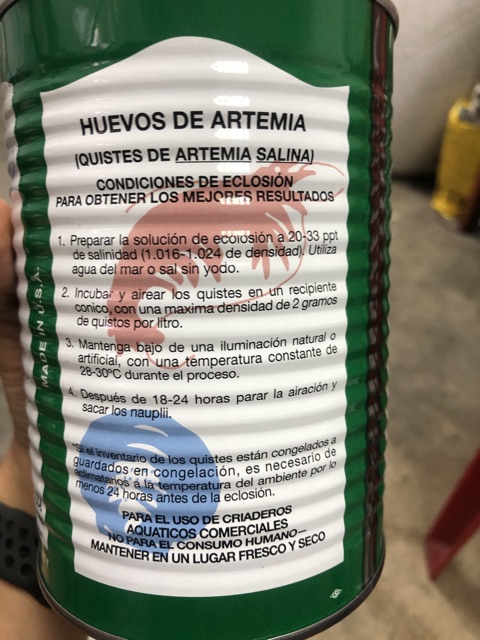 HUEVOS DE ARTEMIA
(QUISTES DE ARTEMIA SALINA)
CONDICIONES DE ECLOSIÓN
PARA OBTENER LOS MEJORES RESULTADOS
1. Preparar la solución de ecolosión a 20-33 ppt
de salinidad (1.016-1.024 de densidad). Utiliza
agua del mar o sal sin yodo.
2. Incubar y airear los quistes en un recipiente
conico, con una maxima densidad de 2 gramos
de quistos por litro.
3. Mantenga bajo de una iluminación natural o
artificial, con una témperatura constante de
28-30°C durante el proceso.
4. Después de 18-24 horas parar la airación y
sacar los nauplii.
*Si el inventario de los quistes están congelados a
guardados en congelación, es necesario de
aclimatarlos á la temperatura del ambiente por lo
menos 24 horas antes de la eclosión.
PARA EL USO DE CRIADEROS
AQUATICOS COMERCIALES
NO PARA EL CONSUMO HUMANO—
MANTENER EN UN LUGAR FRESCO Y SECO
MADE IN U.S.A.